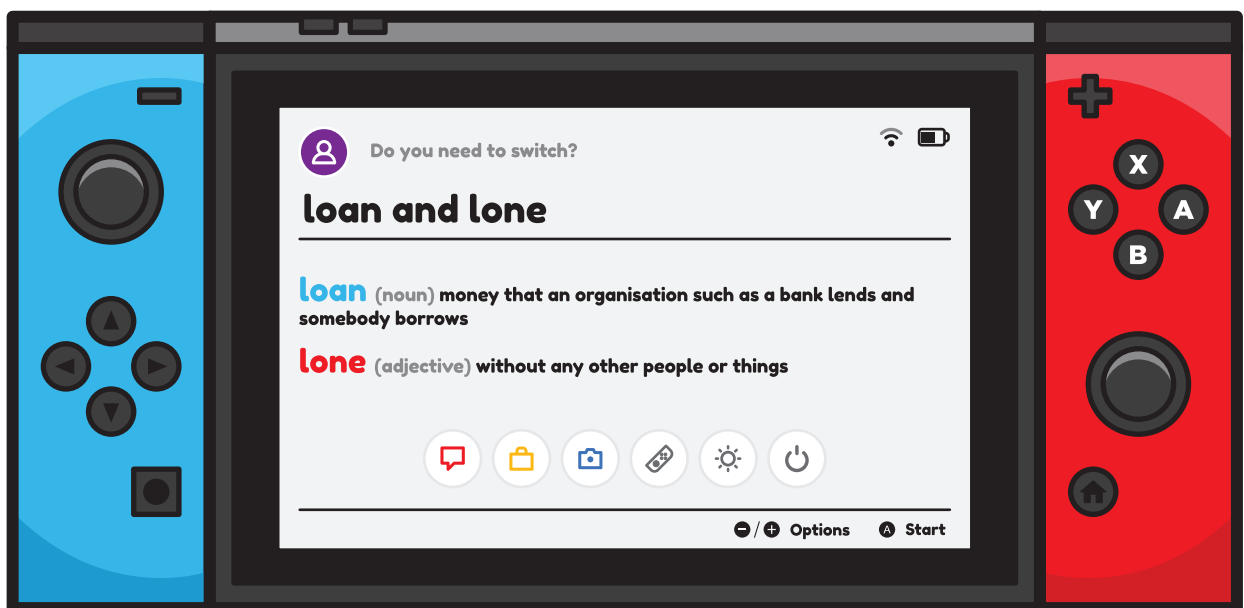 Do you need to switch?
loan and lone
X
Y
A
B
loan (noun) money that an organisation such as a bank lends and
somebody borrows
lone (adjective) without any other people or things
/ Options A Start